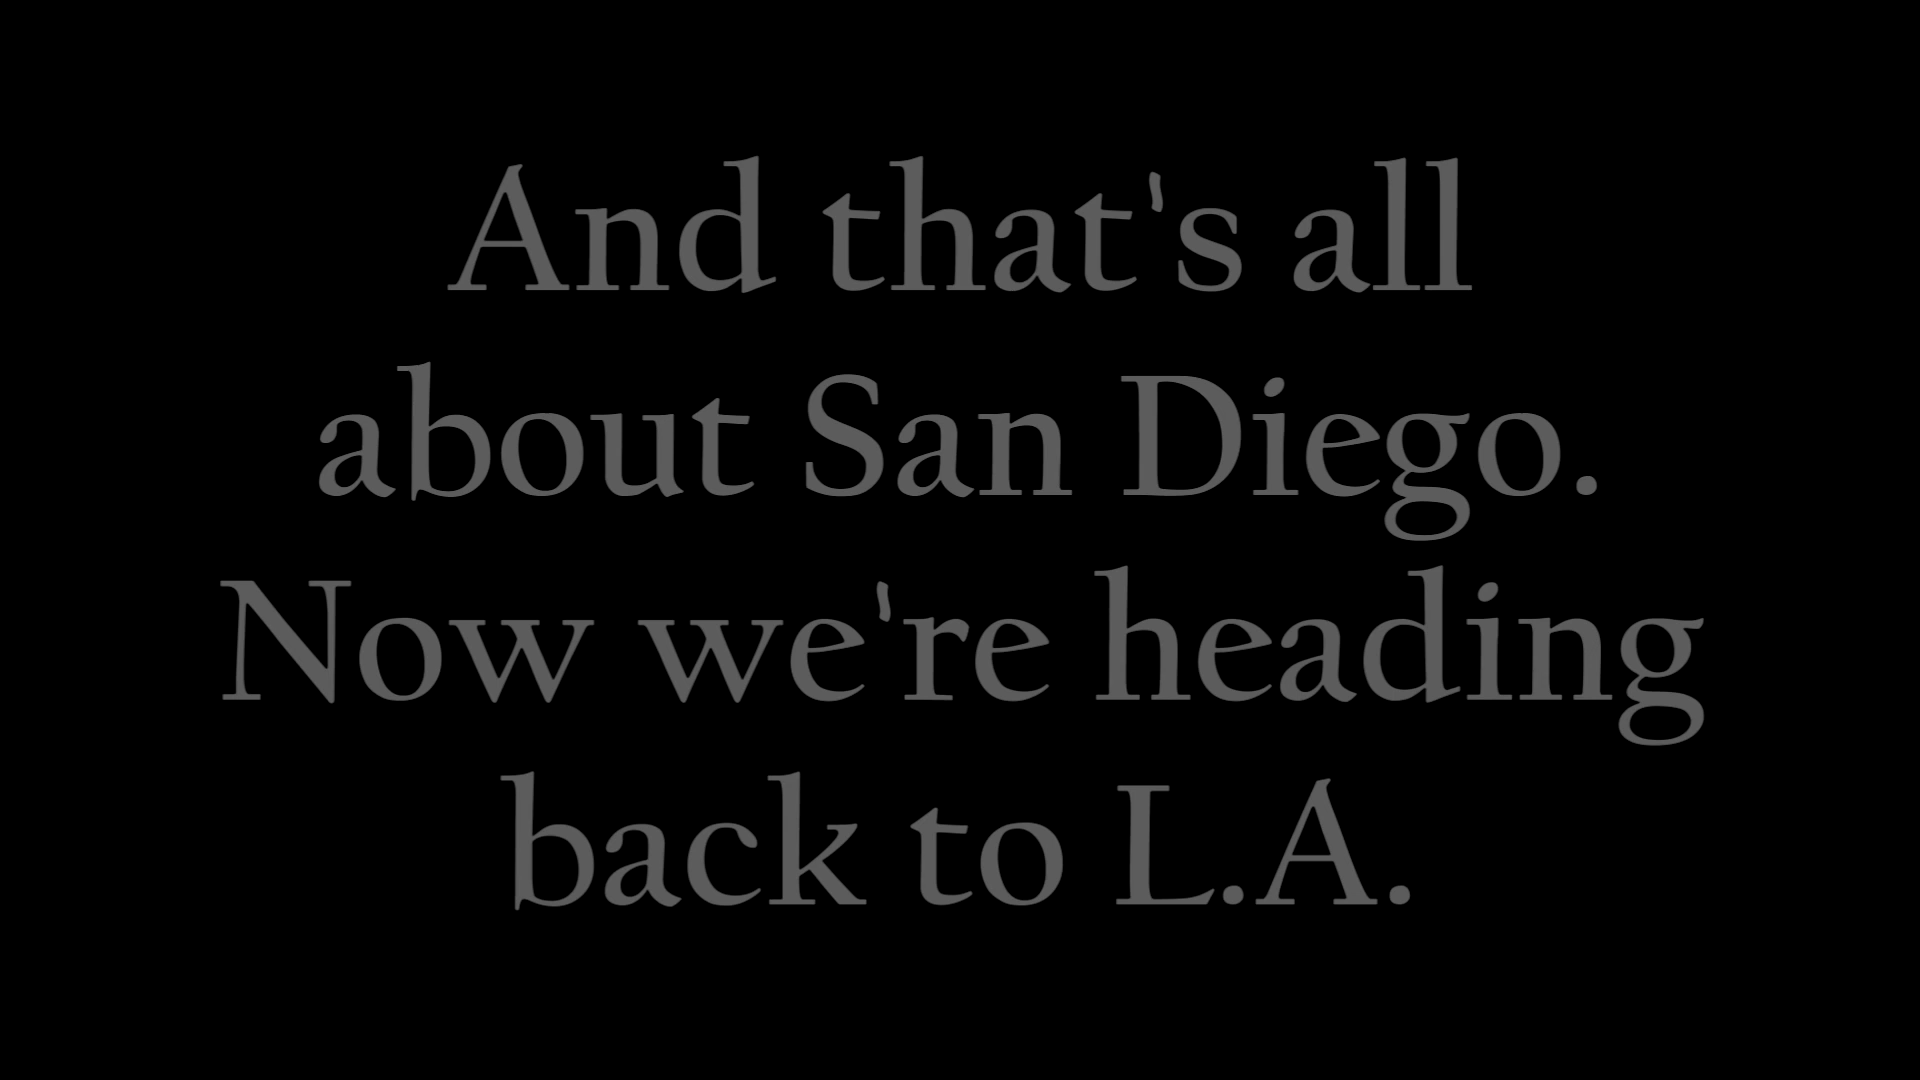 And that's all
about San Diego.
Now we're heading
back to L.A.